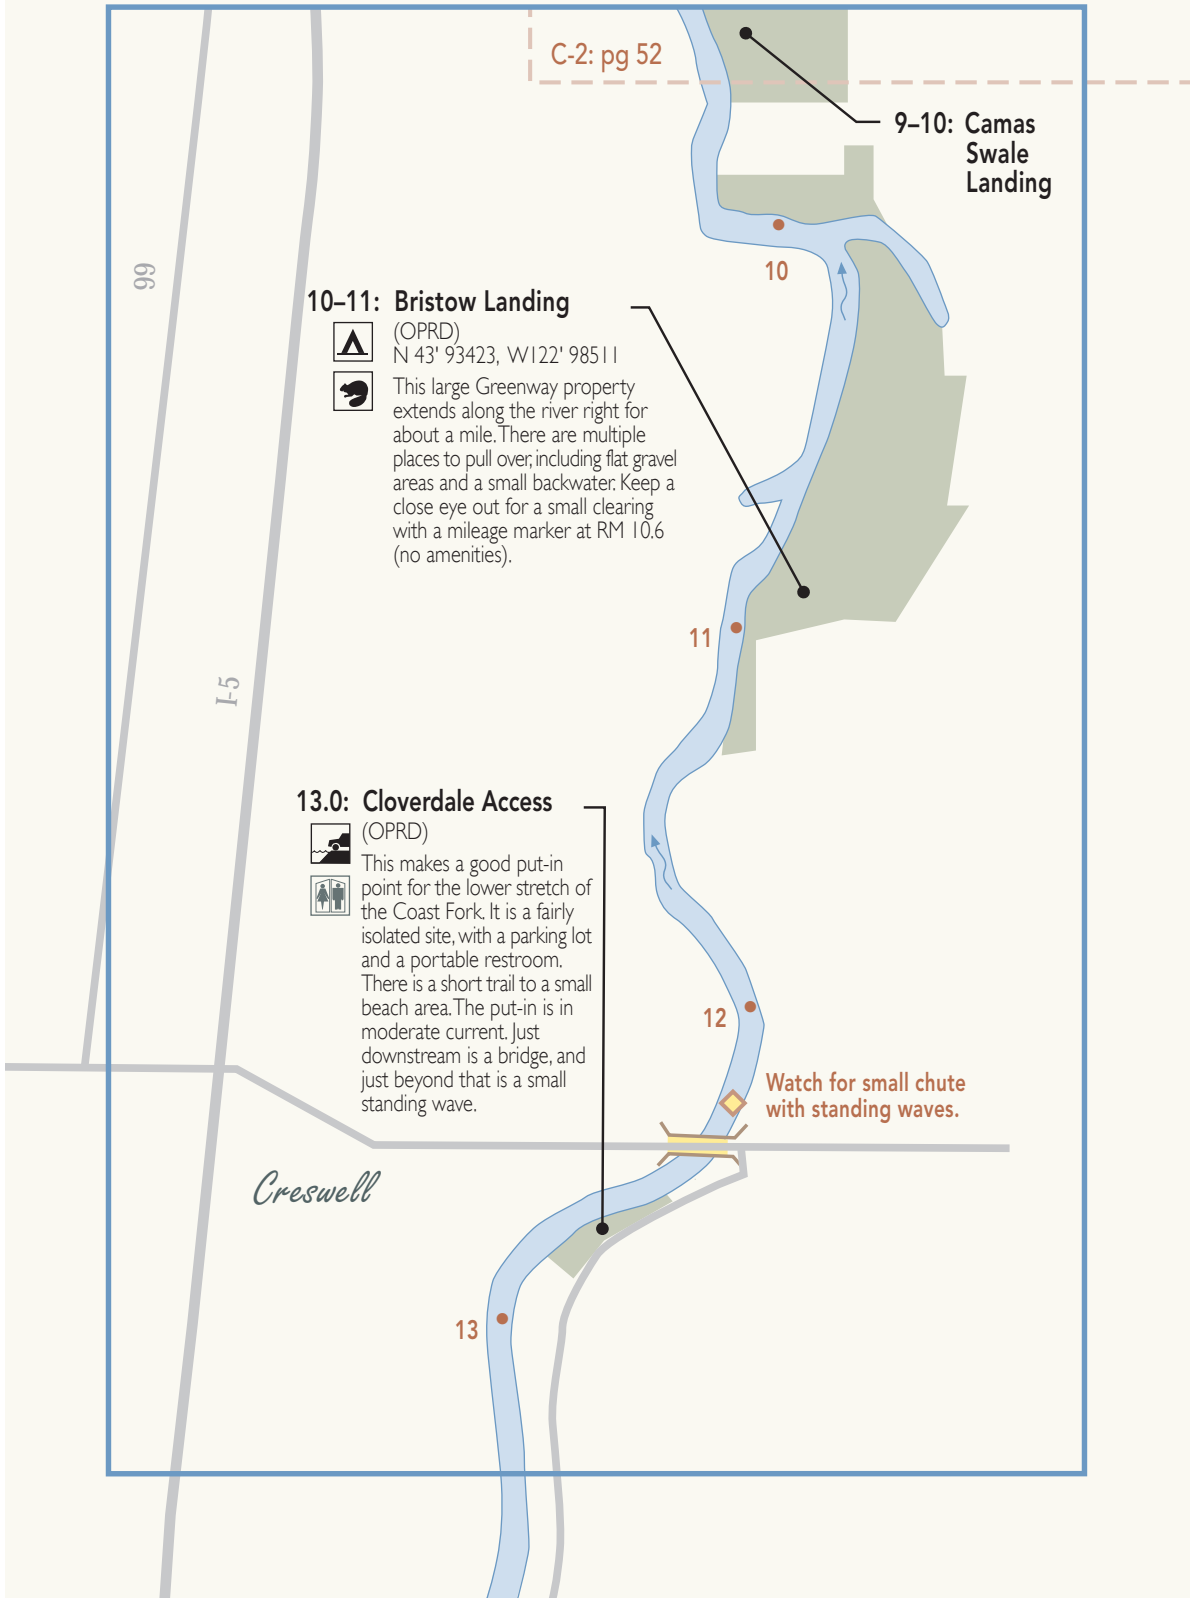 C-2: pg 52
9–10: Camas
Swale
Landing
10
99
10–11: Bristow Landing
(OPRD)
N 43' 93423, W122' 98511
This large Greenway property
extends along the river right for
about a mile. There are multiple
places to pull over, including flat gravel
areas and a small backwater. Keep a
close eye out for a small clearing
with a mileage marker at RM 10.6
(no amenities).
11
I-5
13.0: Cloverdale Access
(OPRD)
This makes a good put-in
point for the lower stretch of
the Coast Fork. It is a fairly
isolated site, with a parking lot
and a portable restroom.
There is a short trail to a small
beach area. The put-in is in
moderate current. Just
downstream is a bridge, and
just beyond that is a small
standing wave.
12
Watch for small chute
with standing waves.
Creswell
13